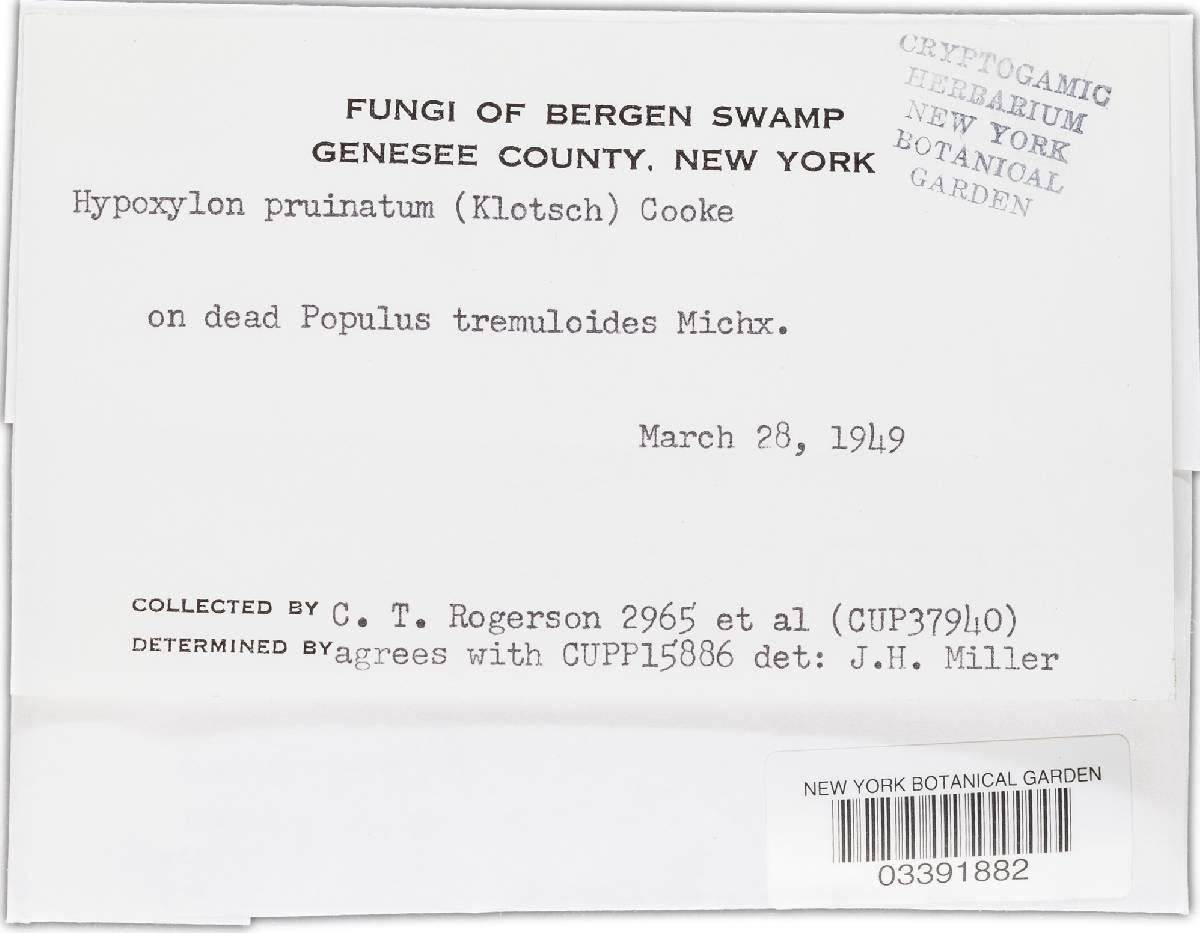 CRYPTOGAMIC
HERBARIUM
NEW YORK
BOTANICAL
GARDEN
FUNGI OF BERGEN SWAMP
GENESEE COUNTY, NEW YORK
Hypoxylon pruinatum (Klotsch) Cooke
on dead Populus tremuloides Michx.
March 28, 1949
COLLECTED BY C. T. Rogerson 2965 et al (CUP37940)
DETERMINED BY agrees with CUPP15886 det: J.H. Miller
NEW YORK BOTANICAL GARDEN
03391882